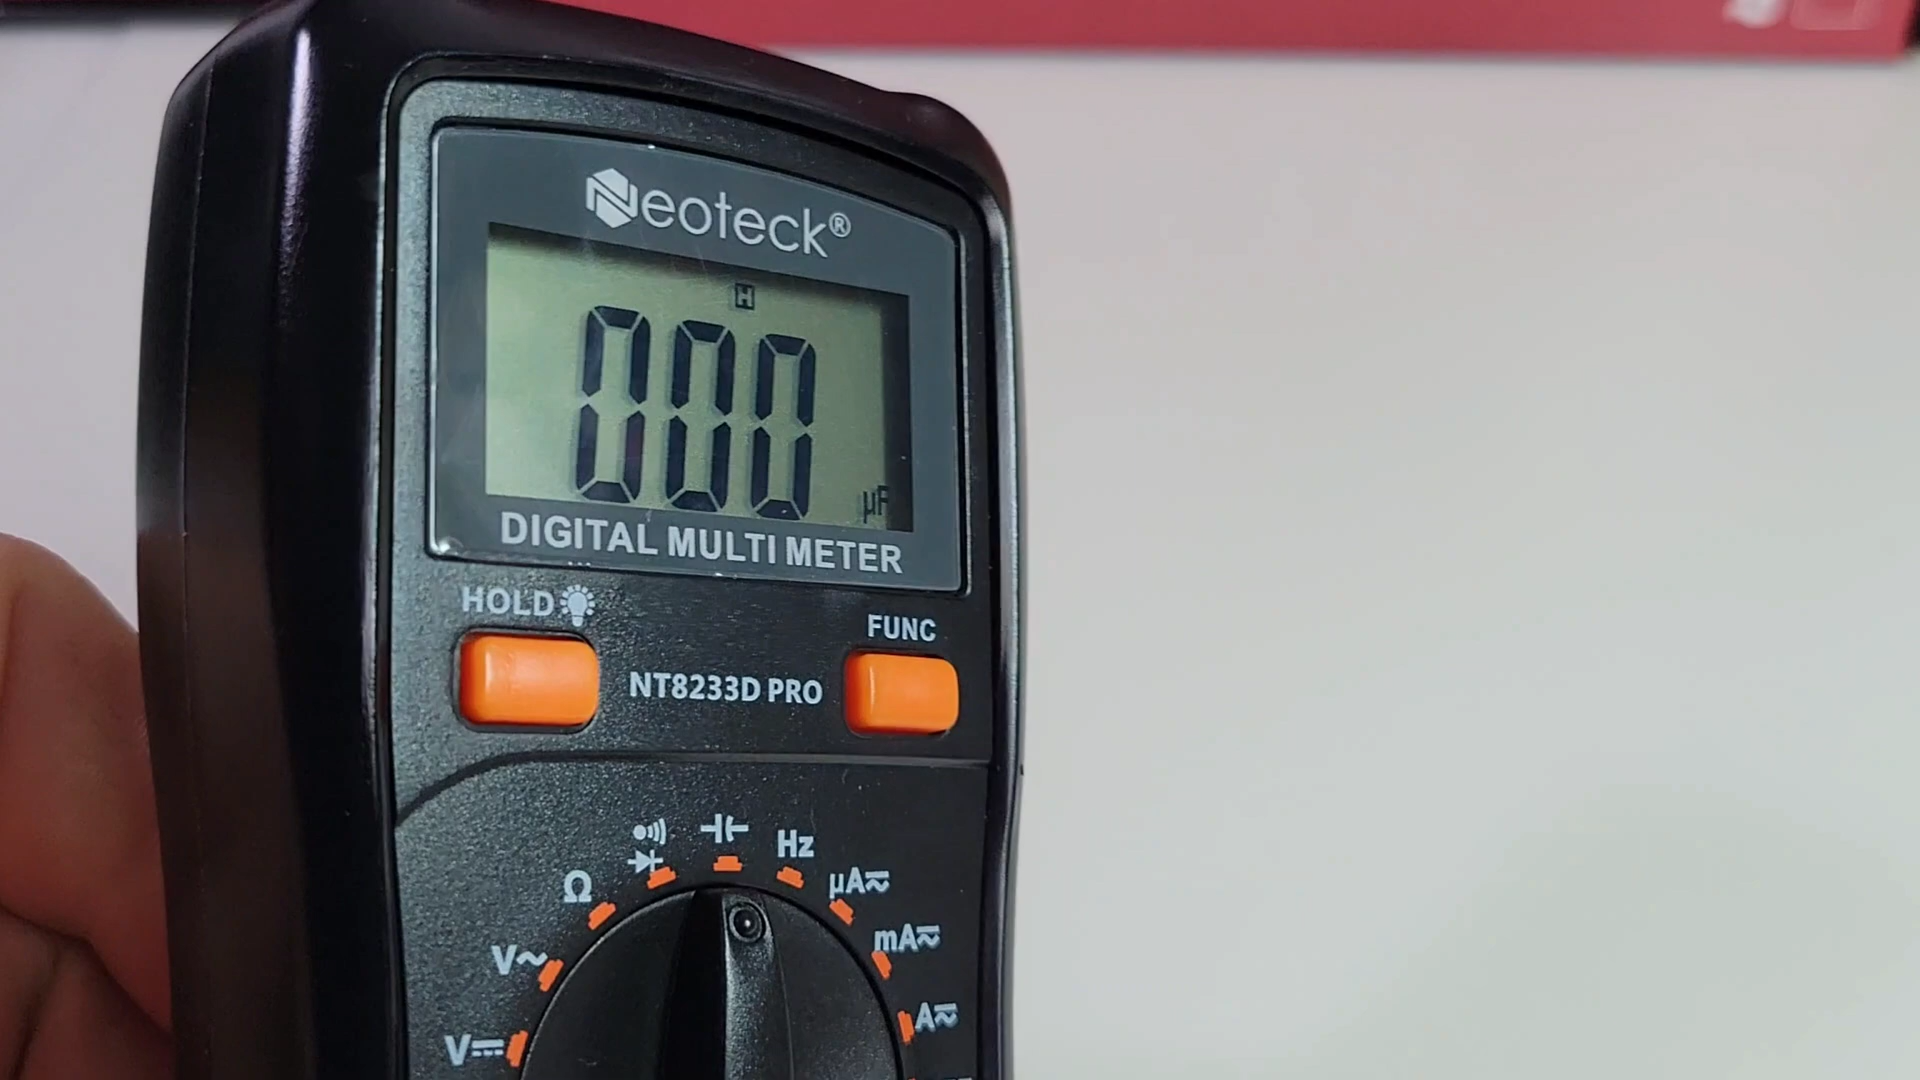 Neoteck®
H
000
µF
DIGITAL MULTI METER
HOLD
FUNC
NT8233D PRO
Hz
Ω
µA
V~
mA
A
V